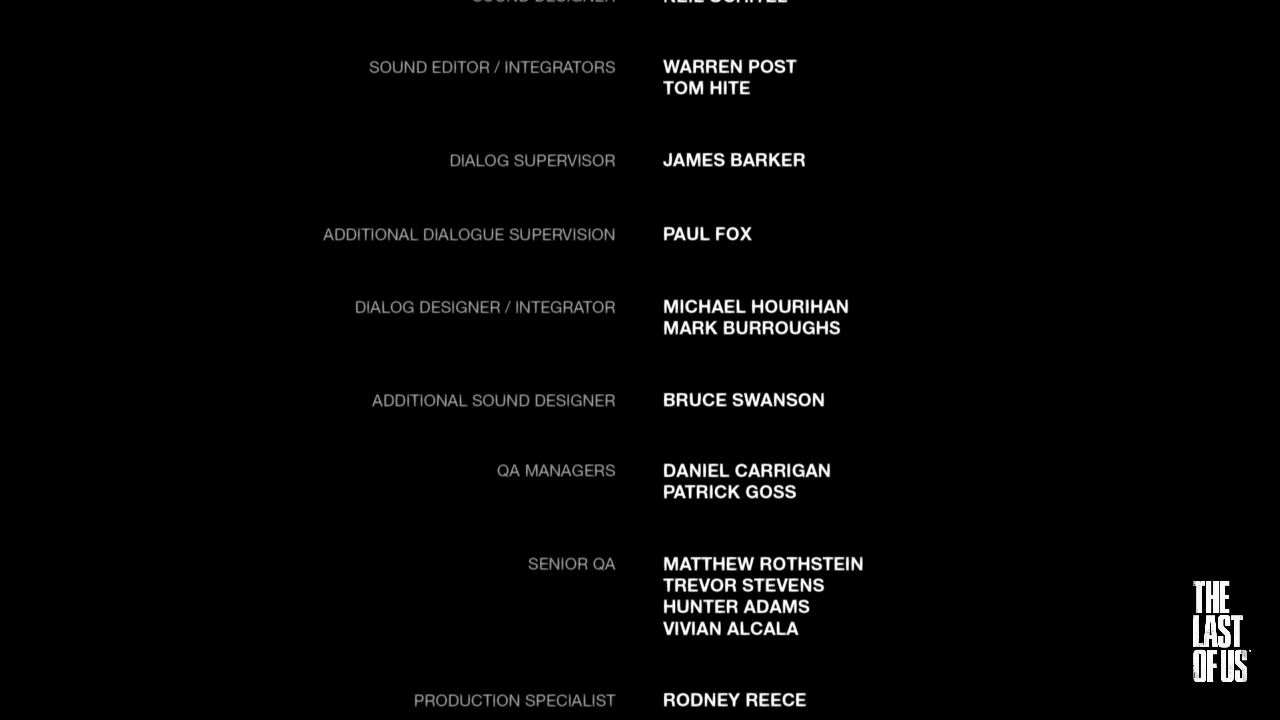 SOUND EDITOR / INTEGRATORS WARREN POST
TOM HITE
DIALOG SUPERVISOR JAMES BARKER
ADDITIONAL DIALOGUE SUPERVISION PAUL FOX
DIALOG DESIGNER / INTEGRATOR MICHAEL HOURIHAN
MARK BURROUGHS
ADDITIONAL SOUND DESIGNER BRUCE SWANSON
QA MANAGERS DANIEL CARRIGAN
PATRICK GOSS
SENIOR QA MATTHEW ROTHSTEIN
TREVOR STEVENS
HUNTER ADAMS
VIVIAN ALCALA
PRODUCTION SPECIALIST RODNEY REECE
THE
LAST
OF US